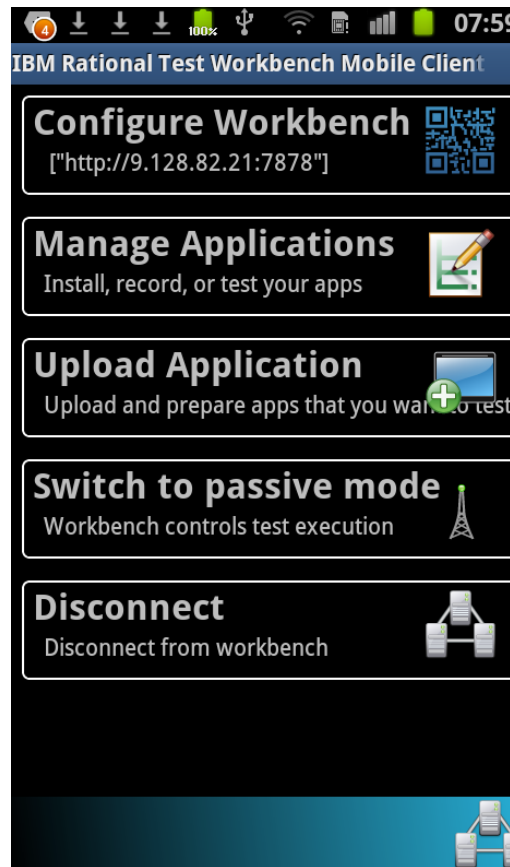 4
100%
07:59
IBM Rational Test Workbench Mobile Client
Configure Workbench
["http://9.128.82.21:7878"]
Manage Applications
Install, record, or test your apps
Upload Application
Upload and prepare apps that you want to test
Switch to passive mode
Workbench controls test execution
Disconnect
Disconnect from workbench